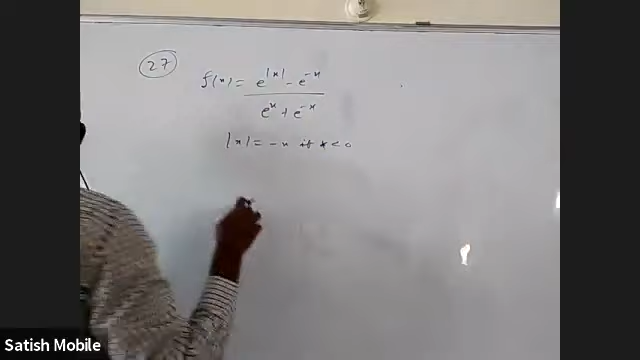 27
f(x) = e^|x| - e^-x
e^x + e^-x
|x| = -x if x < 0
Satish Mobile